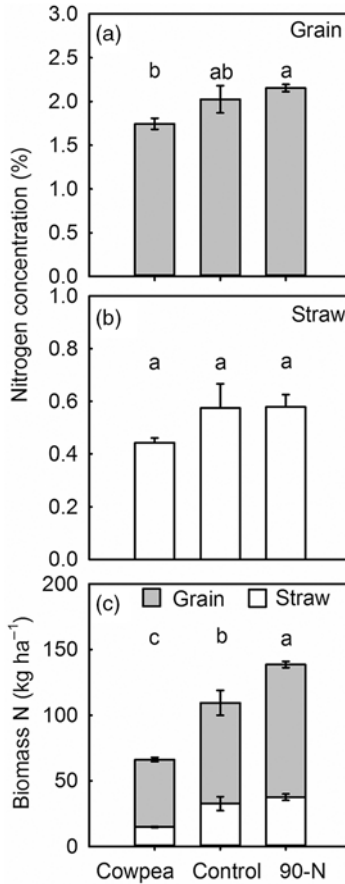 (a) Grain
b ab a
3.0
2.5
2.0
1.5
1.0
0.5
0.0
Nitrogen concentration (%)
(b) Straw
a a a
1.0
0.8
0.6
0.4
0.2
0.0
(c) Grain Straw
c b a
200
150
100
50
0
Biomass N (kg ha⁻¹)
Cowpea Control 90-N